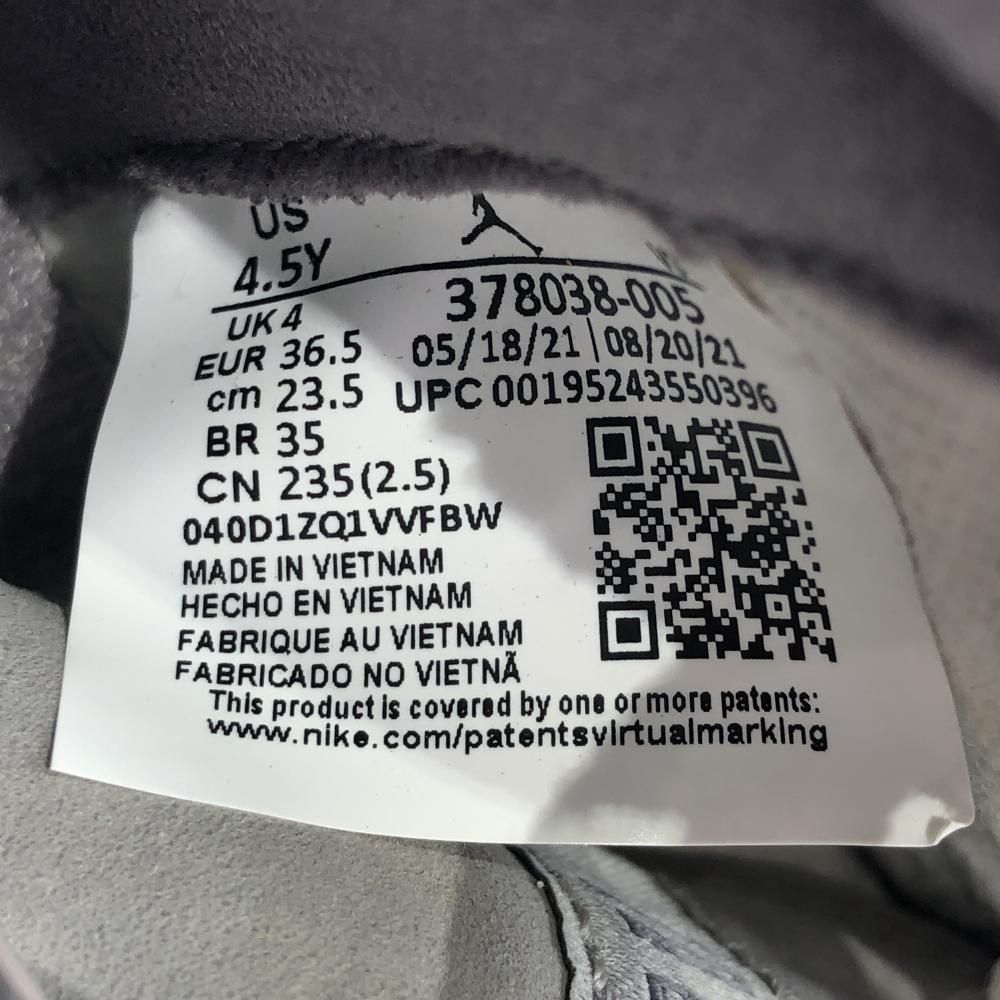 US
4.5Y
378038-005
UK 4
EUR 36.5
05/18/21 | 08/20/21
cm 23.5
UPC 00195243550396
BR 35
CN 235(2.5)
040D1ZQ1VVFBW
MADE IN VIETNAM
HECHO EN VIETNAM
FABRIQUE AU VIETNAM
FABRICADO NO VIETNÃ
This product is covered by one or more patents:
www.nike.com/patentsvirtualmarking